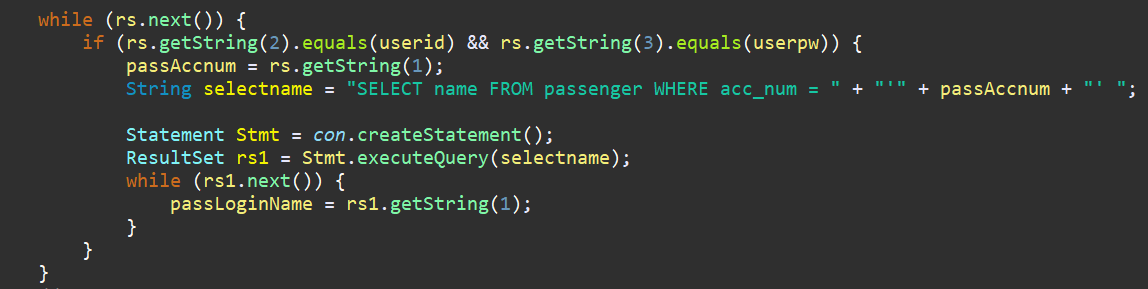 while (rs.next()) {
if (rs.getString(2).equals(userid) && rs.getString(3).equals(userpw)) {
passAccnum = rs.getString(1);
String selectname = "SELECT name FROM passenger WHERE acc_num = " + "'" + passAccnum + "' ";
Statement Stmt = con.createStatement();
ResultSet rs1 = Stmt.executeQuery(selectname);
while (rs1.next()) {
passLoginName = rs1.getString(1);
}
}
}